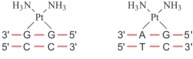 H₃N NH₃ H₃N NH₃
Pt Pt
3' G G 5' 3' A G 5'
5' C C 3' 5' T C 3'